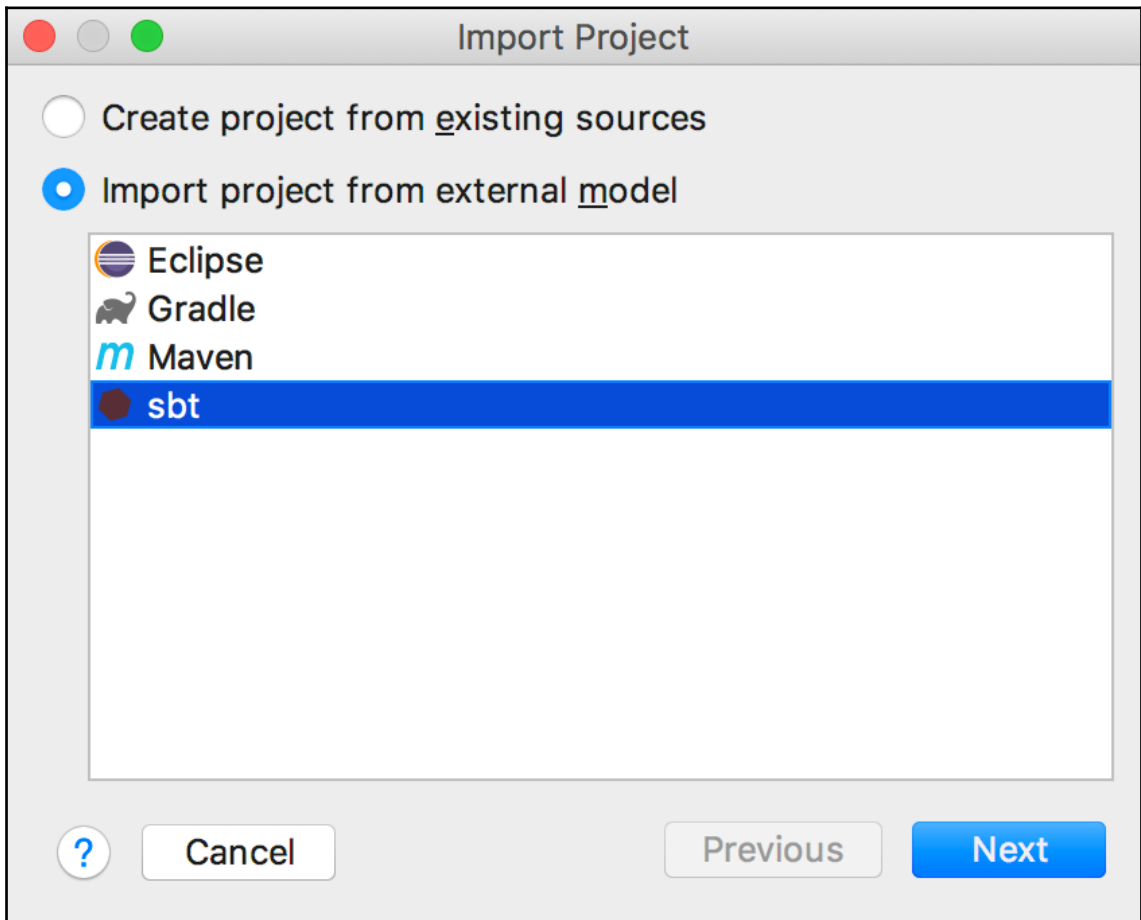 Import Project
Create project from existing sources
Import project from external model
Eclipse
Gradle
m Maven
sbt
? Cancel Previous Next